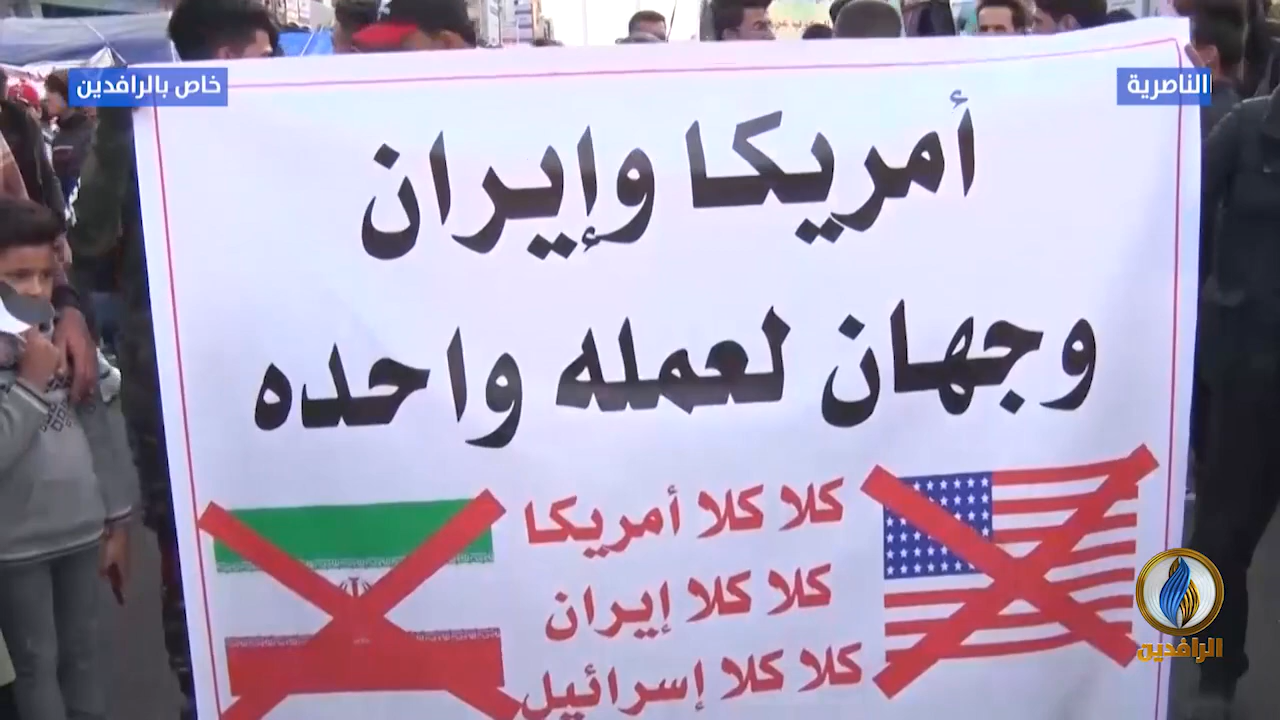 الناصرية
خاص بالرافدين
أمريكا وإيران
وجهان لعمله واحده
كلا كلا أمريكا
كلا كلا إيران
كلا كلا إسرائيل
الرافدين